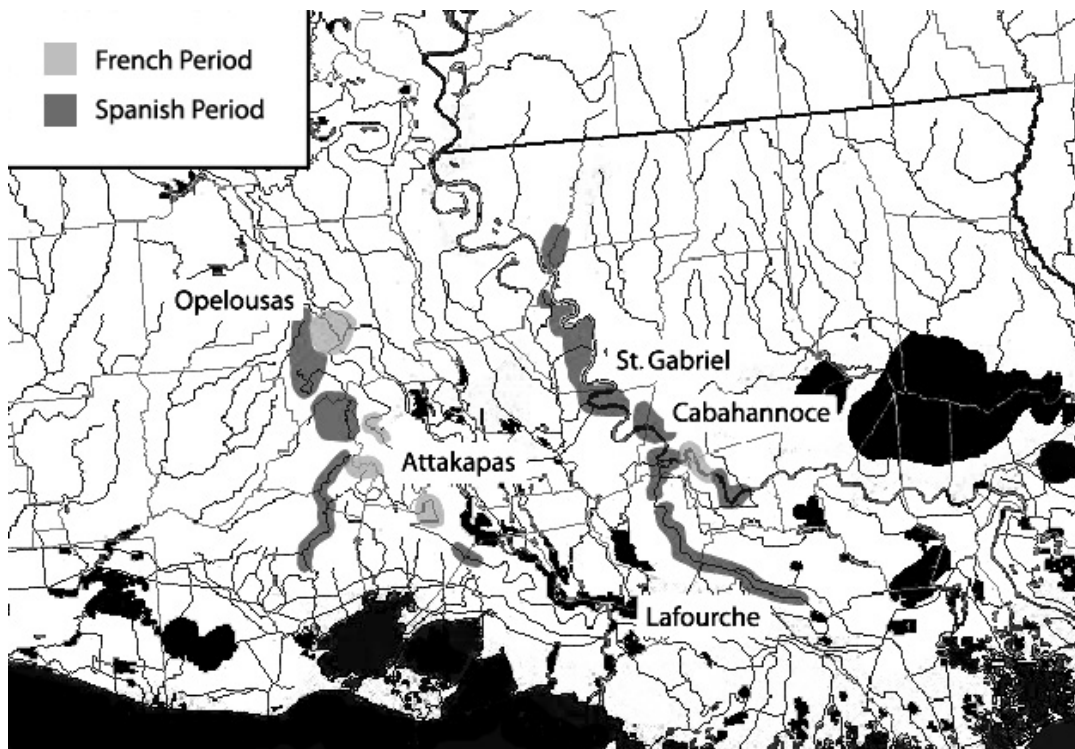 French Period
Spanish Period
Opelousas
St. Gabriel
Cabahannoce
Attakapas
Lafourche